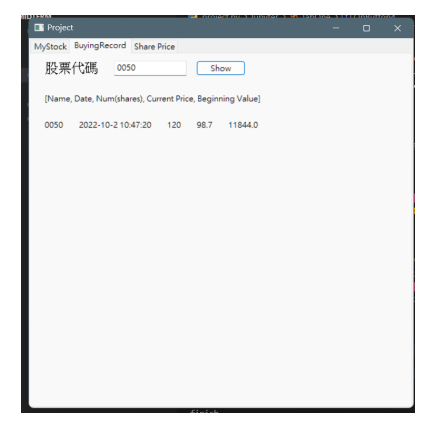 Project
MyStock BuyingRecord Share Price
股票代碼 0050 Show
[Name, Date, Num(shares), Current Price, Beginning Value]
0050 2022-10-2 10:47:20 120 98.7 11844.0